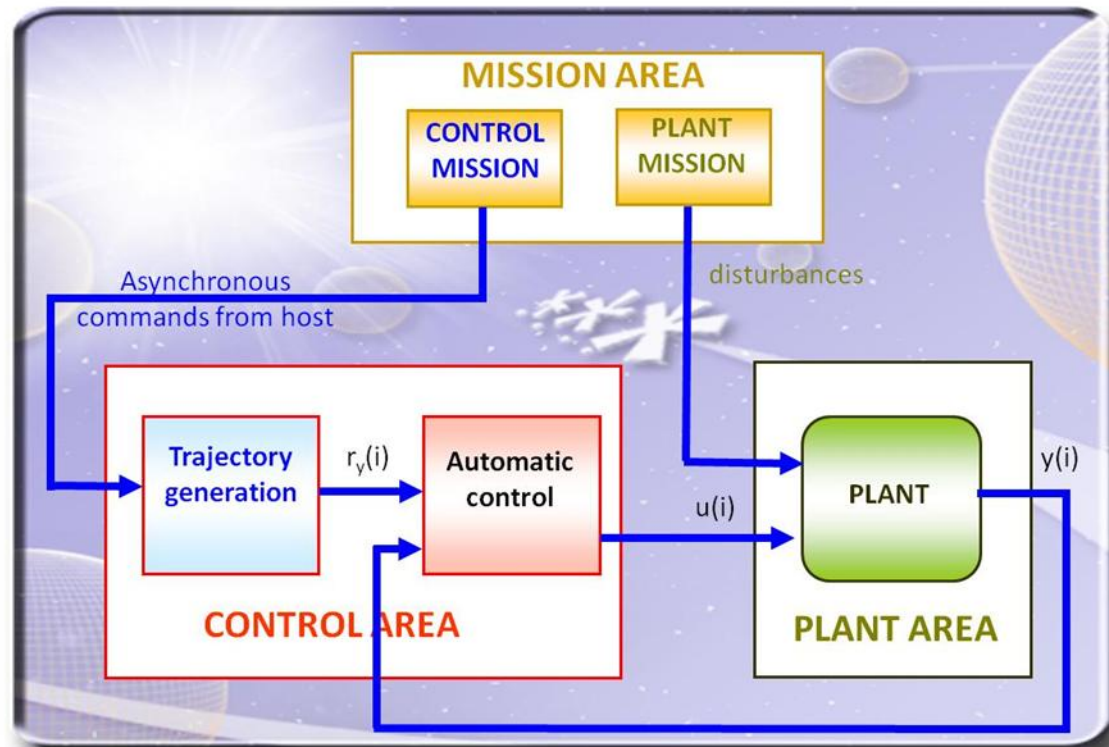 MISSION AREA
CONTROL
MISSION
PLANT
MISSION
Asynchronous
commands from host
disturbances
Trajectory
generation
r_y(i)
Automatic
control
u(i)
PLANT
y(i)
CONTROL AREA
PLANT AREA